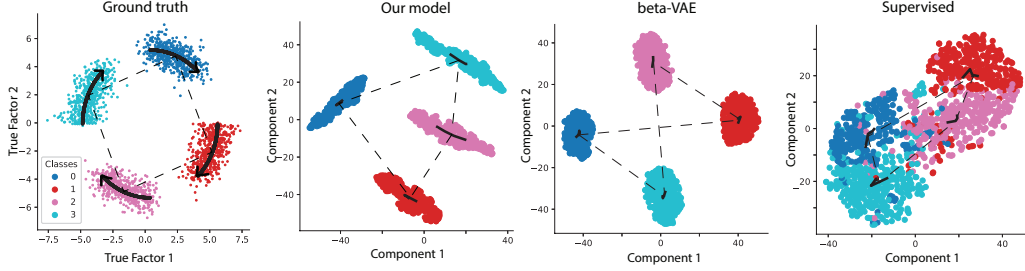 Ground truth
True Factor 2
6
4
2
0
−2
−4
−6
Classes
0
1
2
3
−7.5 −5.0 −2.5 0.0 2.5 5.0 7.5
True Factor 1
Our model
Component 2
40
20
0
−20
−40
−40 0 40
Component 1
beta-VAE
Component 2
40
20
0
−20
−40
−40 0 40
Component 1
Supervised
Component 2
20
0
−20
−40 −20 0 20 40
Component 1